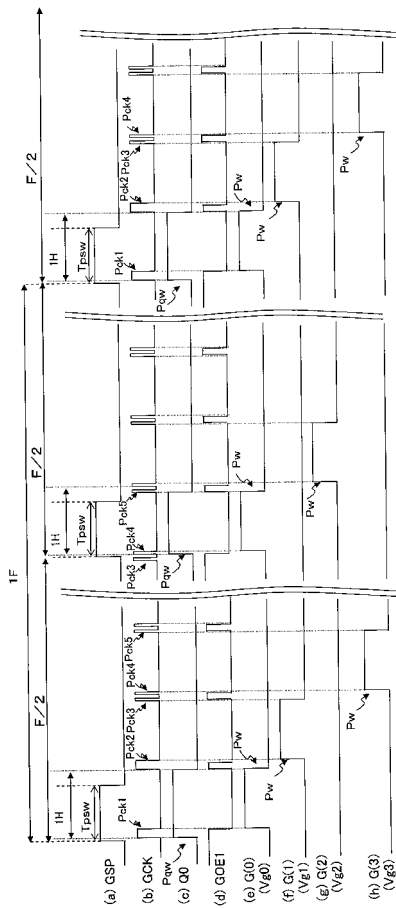 1F
F/2
F/2
F/2
1H
1H
1H
Tpsw
Tpsw
Tpsw
(a) GSP
Pck1
Pck2
Pck3
Pck4
Pck5
Pck3
Pck4
Pck5
Pck1
Pck2
Pck3
Pck4
(b) GCK
(c) Q0
Pqw
Pqw
Pqw
(d) GOE1
(e) G(0)
(Vg0)
Pw
Pw
Pw
(f) G(1)
(Vg1)
Pw
Pw
(g) G(2)
(Vg2)
Pw
(h) G(3)
(Vg3)
Pw
Pw